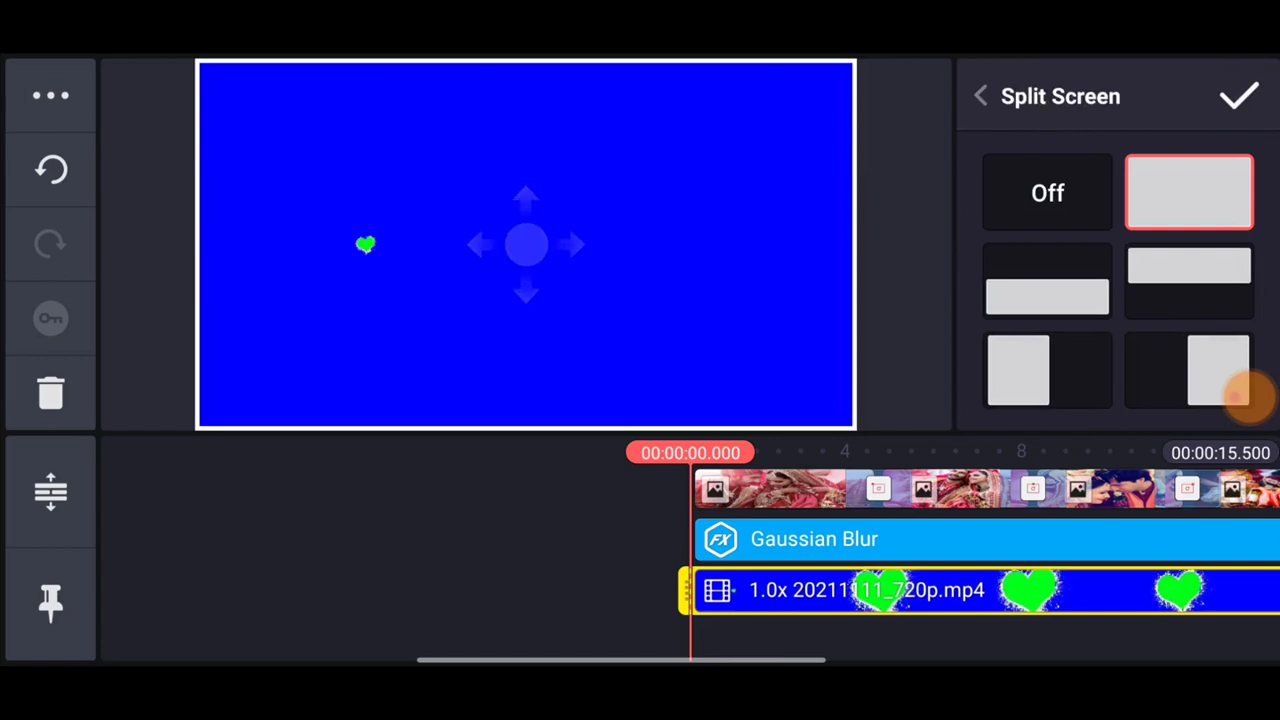 Split Screen
Off
00:00:00.000
4
8
00:00:15.500
FX
Gaussian Blur
1.0x 20211111_720p.mp4